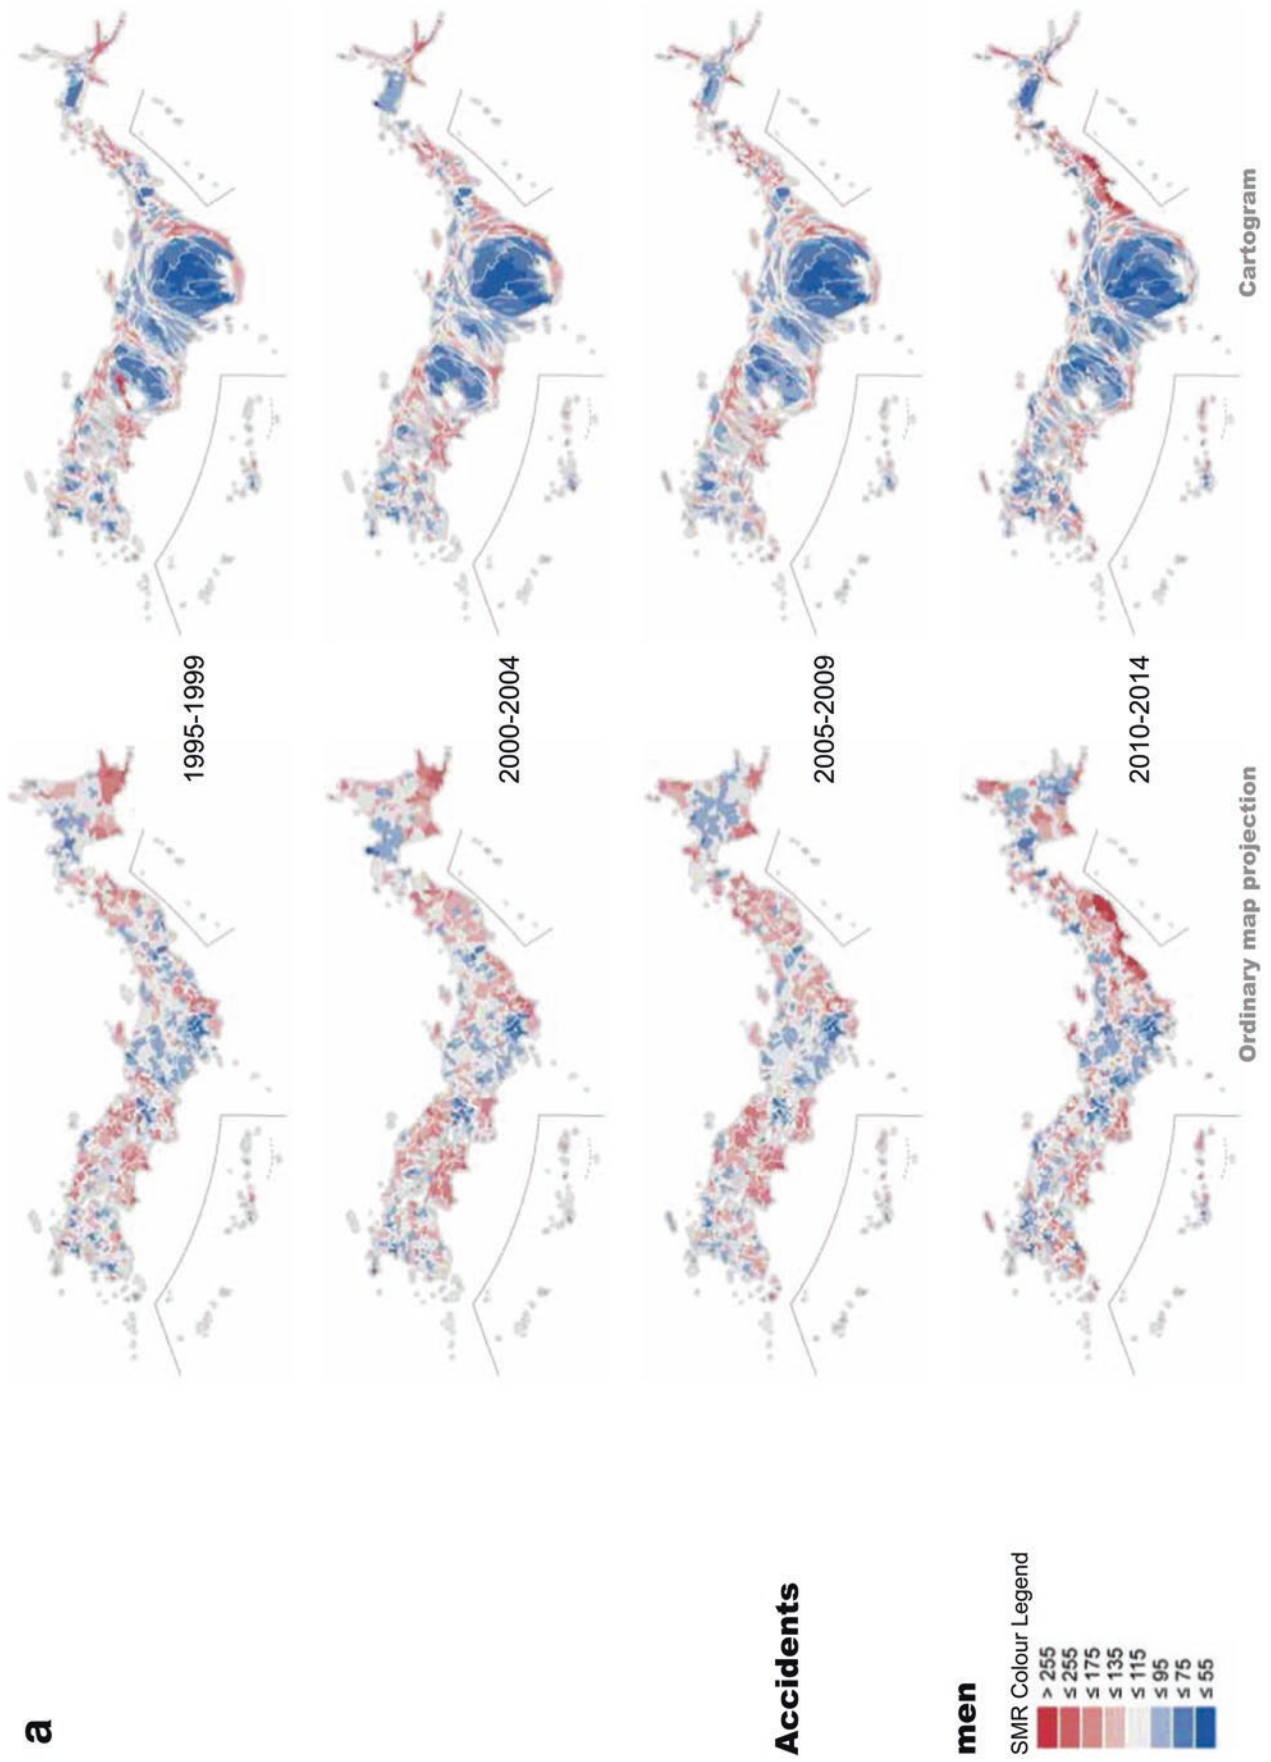 a
Accidents
men
SMR Colour Legend
> 255
≤ 255
≤ 175
≤ 135
≤ 115
≤ 95
≤ 75
≤ 55
1995-1999
2000-2004
2005-2009
2010-2014
Ordinary map projection
Cartogram